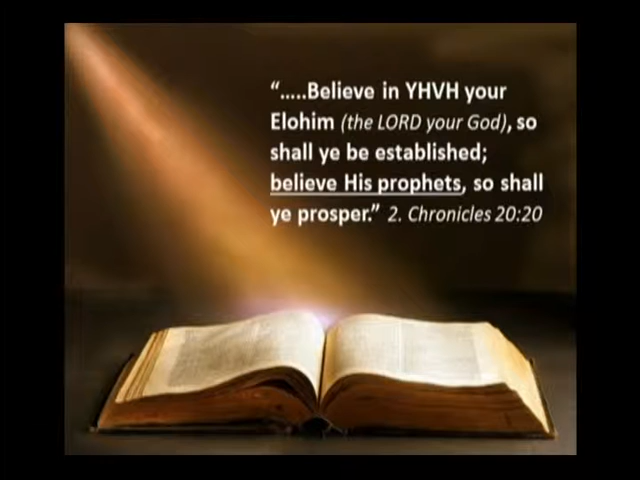 “.....Believe in YHVH your
Elohim (the LORD your God), so
shall ye be established;
believe His prophets, so shall
ye prosper.” 2. Chronicles 20:20